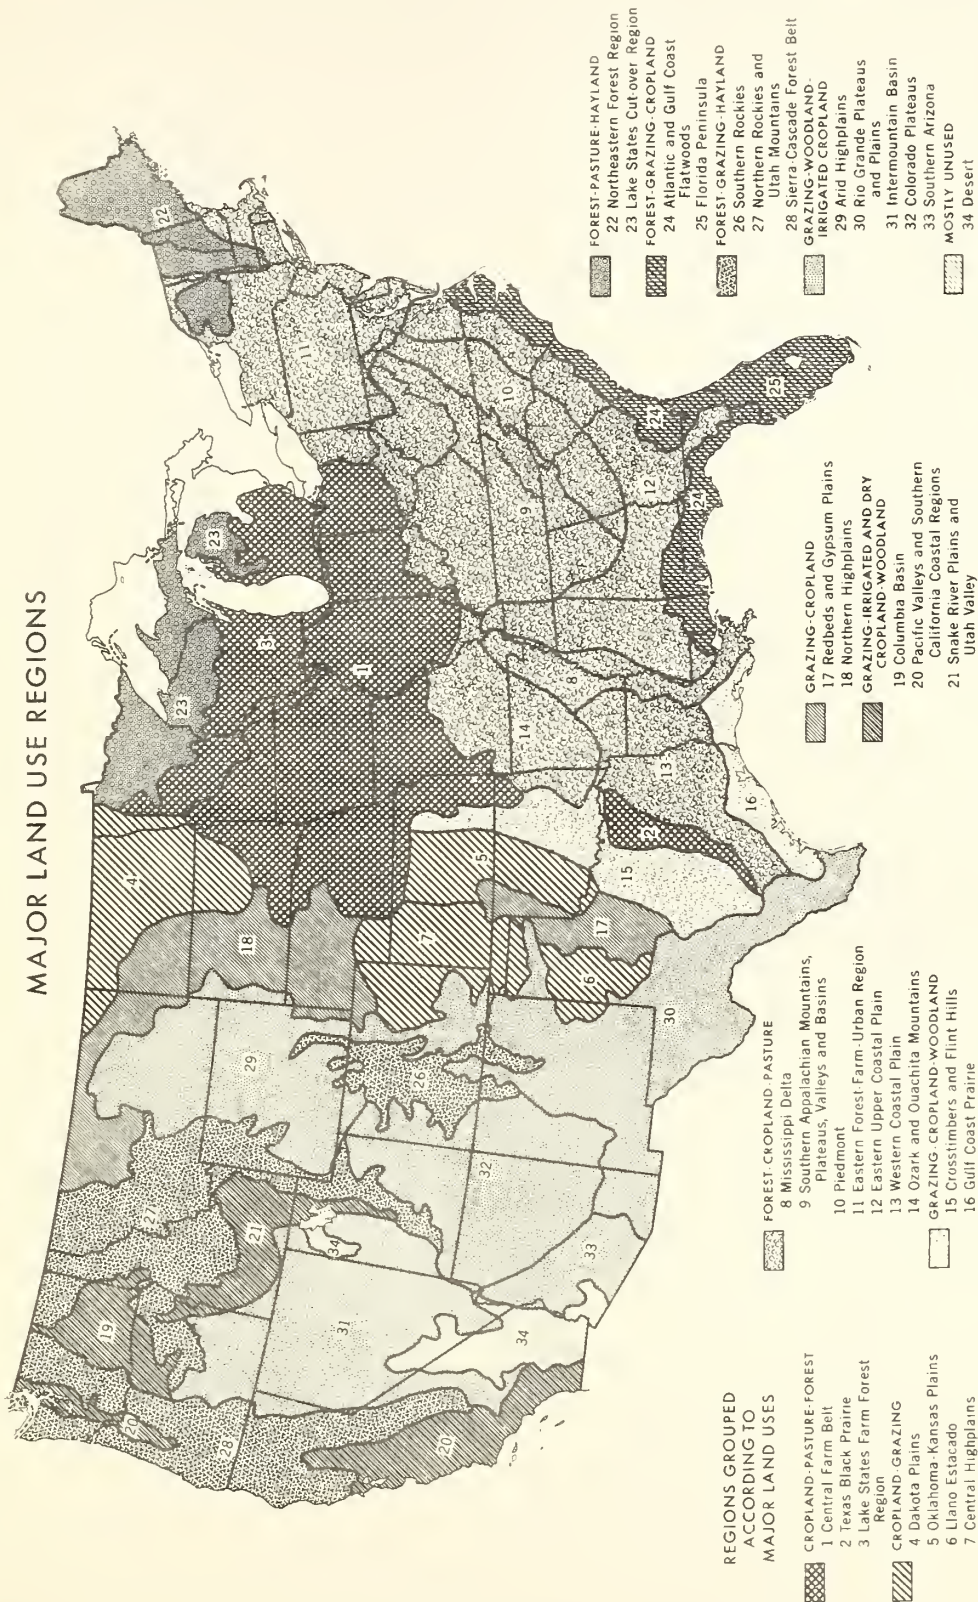 MAJOR LAND USE REGIONS
22
23
23
4
18
3
1
5
7
17
6
15
2
14
13
16
8
9
10
11
12
24
24
25
30
29
27
26
32
21
34
31
19
20
28
20
34
33
REGIONS GROUPED
ACCORDING TO
MAJOR LAND USES
CROPLAND-PASTURE-FOREST
1 Central Farm Belt
2 Texas Black Prairie
3 Lake States Farm Forest
Region
CROPLAND-GRAZING
4 Dakota Plains
5 Oklahoma-Kansas Plains
6 Llano Estacado
7 Central Highplains
FOREST-CROPLAND-PASTURE
8 Mississippi Delta
9 Southern Appalachian Mountains,
Plateaus, Valleys and Basins
10 Piedmont
11 Eastern Forest-Farm-Urban Region
12 Eastern Upper Coastal Plain
13 Western Coastal Plain
14 Ozark and Ouachita Mountains
GRAZING-CROPLAND-WOODLAND
15 Crosstimbers and Flint Hills
16 Gulf Coast Prairie
GRAZING-CROPLAND
17 Redbeds and Gypsum Plains
18 Northern Highplains
GRAZING-IRRIGATED AND DRY
CROPLAND-WOODLAND
19 Columbia Basin
20 Pacific Valleys and Southern
California Coastal Regions
21 Snake River Plains and
Utah Valley
FOREST-PASTURE-HAYLAND
22 Northeastern Forest Region
23 Lake States Cut-over Region
FOREST-GRAZING-CROPLAND
24 Atlantic and Gulf Coast
Flatwoods
25 Florida Peninsula
FOREST-GRAZING-HAYLAND
26 Southern Rockies
27 Northern Rockies and
Utah Mountains
28 Sierra-Cascade Forest Belt
GRAZING-WOODLAND-
IRRIGATED CROPLAND
29 Arid Highplains
30 Rio Grande Plateaus
and Plains
31 Intermountain Basin
32 Colorado Plateaus
33 Southern Arizona
MOSTLY UNUSED
34 Desert